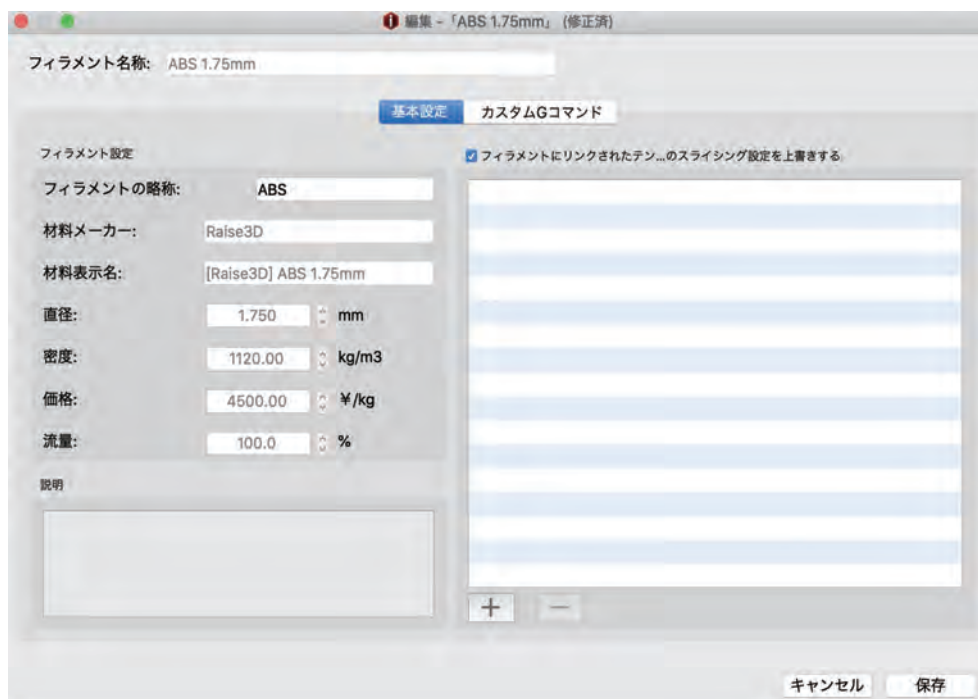 編集 -「ABS 1.75mm」 (修正済)
フィラメント名称: ABS 1.75mm
基本設定 カスタムGコマンド
フィラメント設定
フィラメントの略称: ABS
材料メーカー: Raise3D
材料表示名: [Raise3D] ABS 1.75mm
直径: 1.750 mm
密度: 1120.00 kg/m3
価格: 4500.00 ¥/kg
流量: 100.0 %
説明
フィラメントにリンクされたテン...のスライシング設定を上書きする
+ −
キャンセル 保存